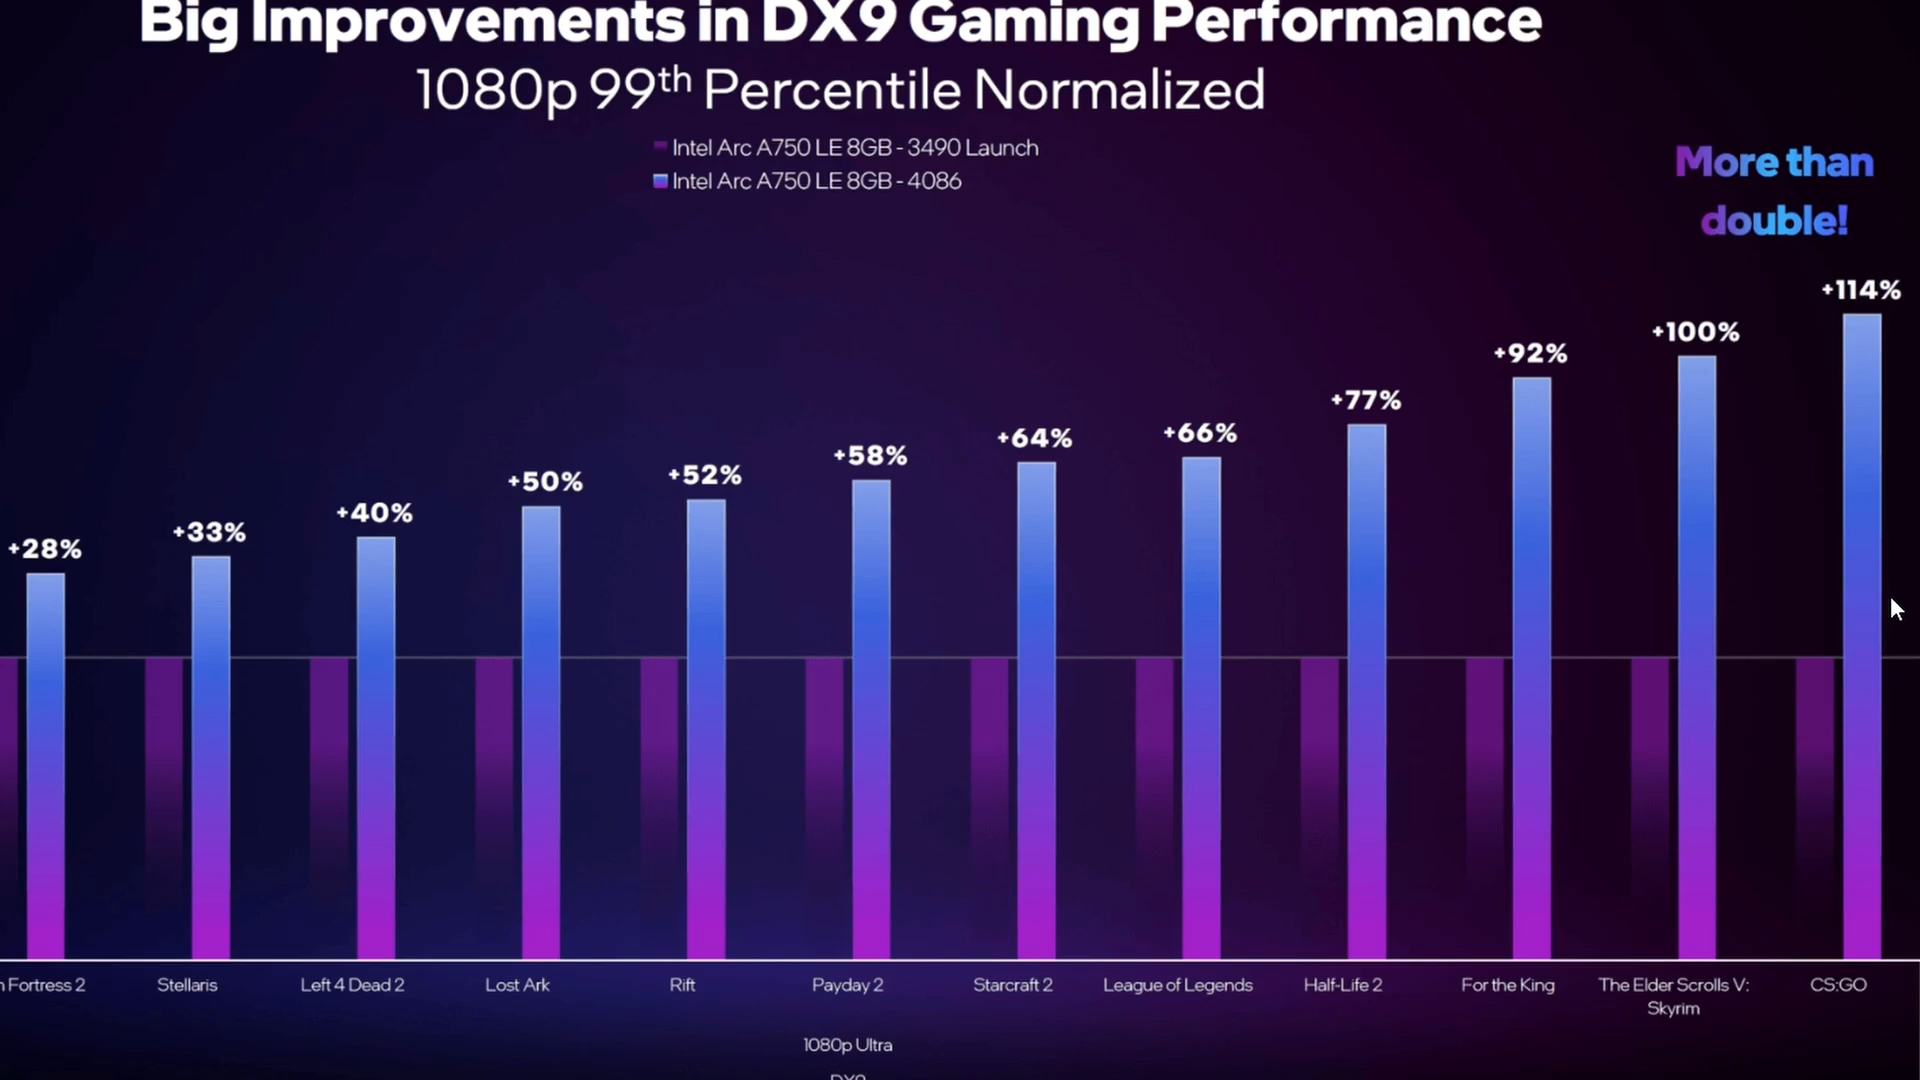 Big Improvements in DX9 Gaming Performance
1080p 99th Percentile Normalized
Intel Arc A750 LE 8GB - 3490 Launch
Intel Arc A750 LE 8GB - 4086
More than
double!
+28%
+33%
+40%
+50%
+52%
+58%
+64%
+66%
+77%
+92%
+100%
+114%
Fortress 2
Stellaris
Left 4 Dead 2
Lost Ark
Rift
Payday 2
Starcraft 2
League of Legends
Half-Life 2
For the King
The Elder Scrolls V:
Skyrim
CS:GO
1080p Ultra
DX9